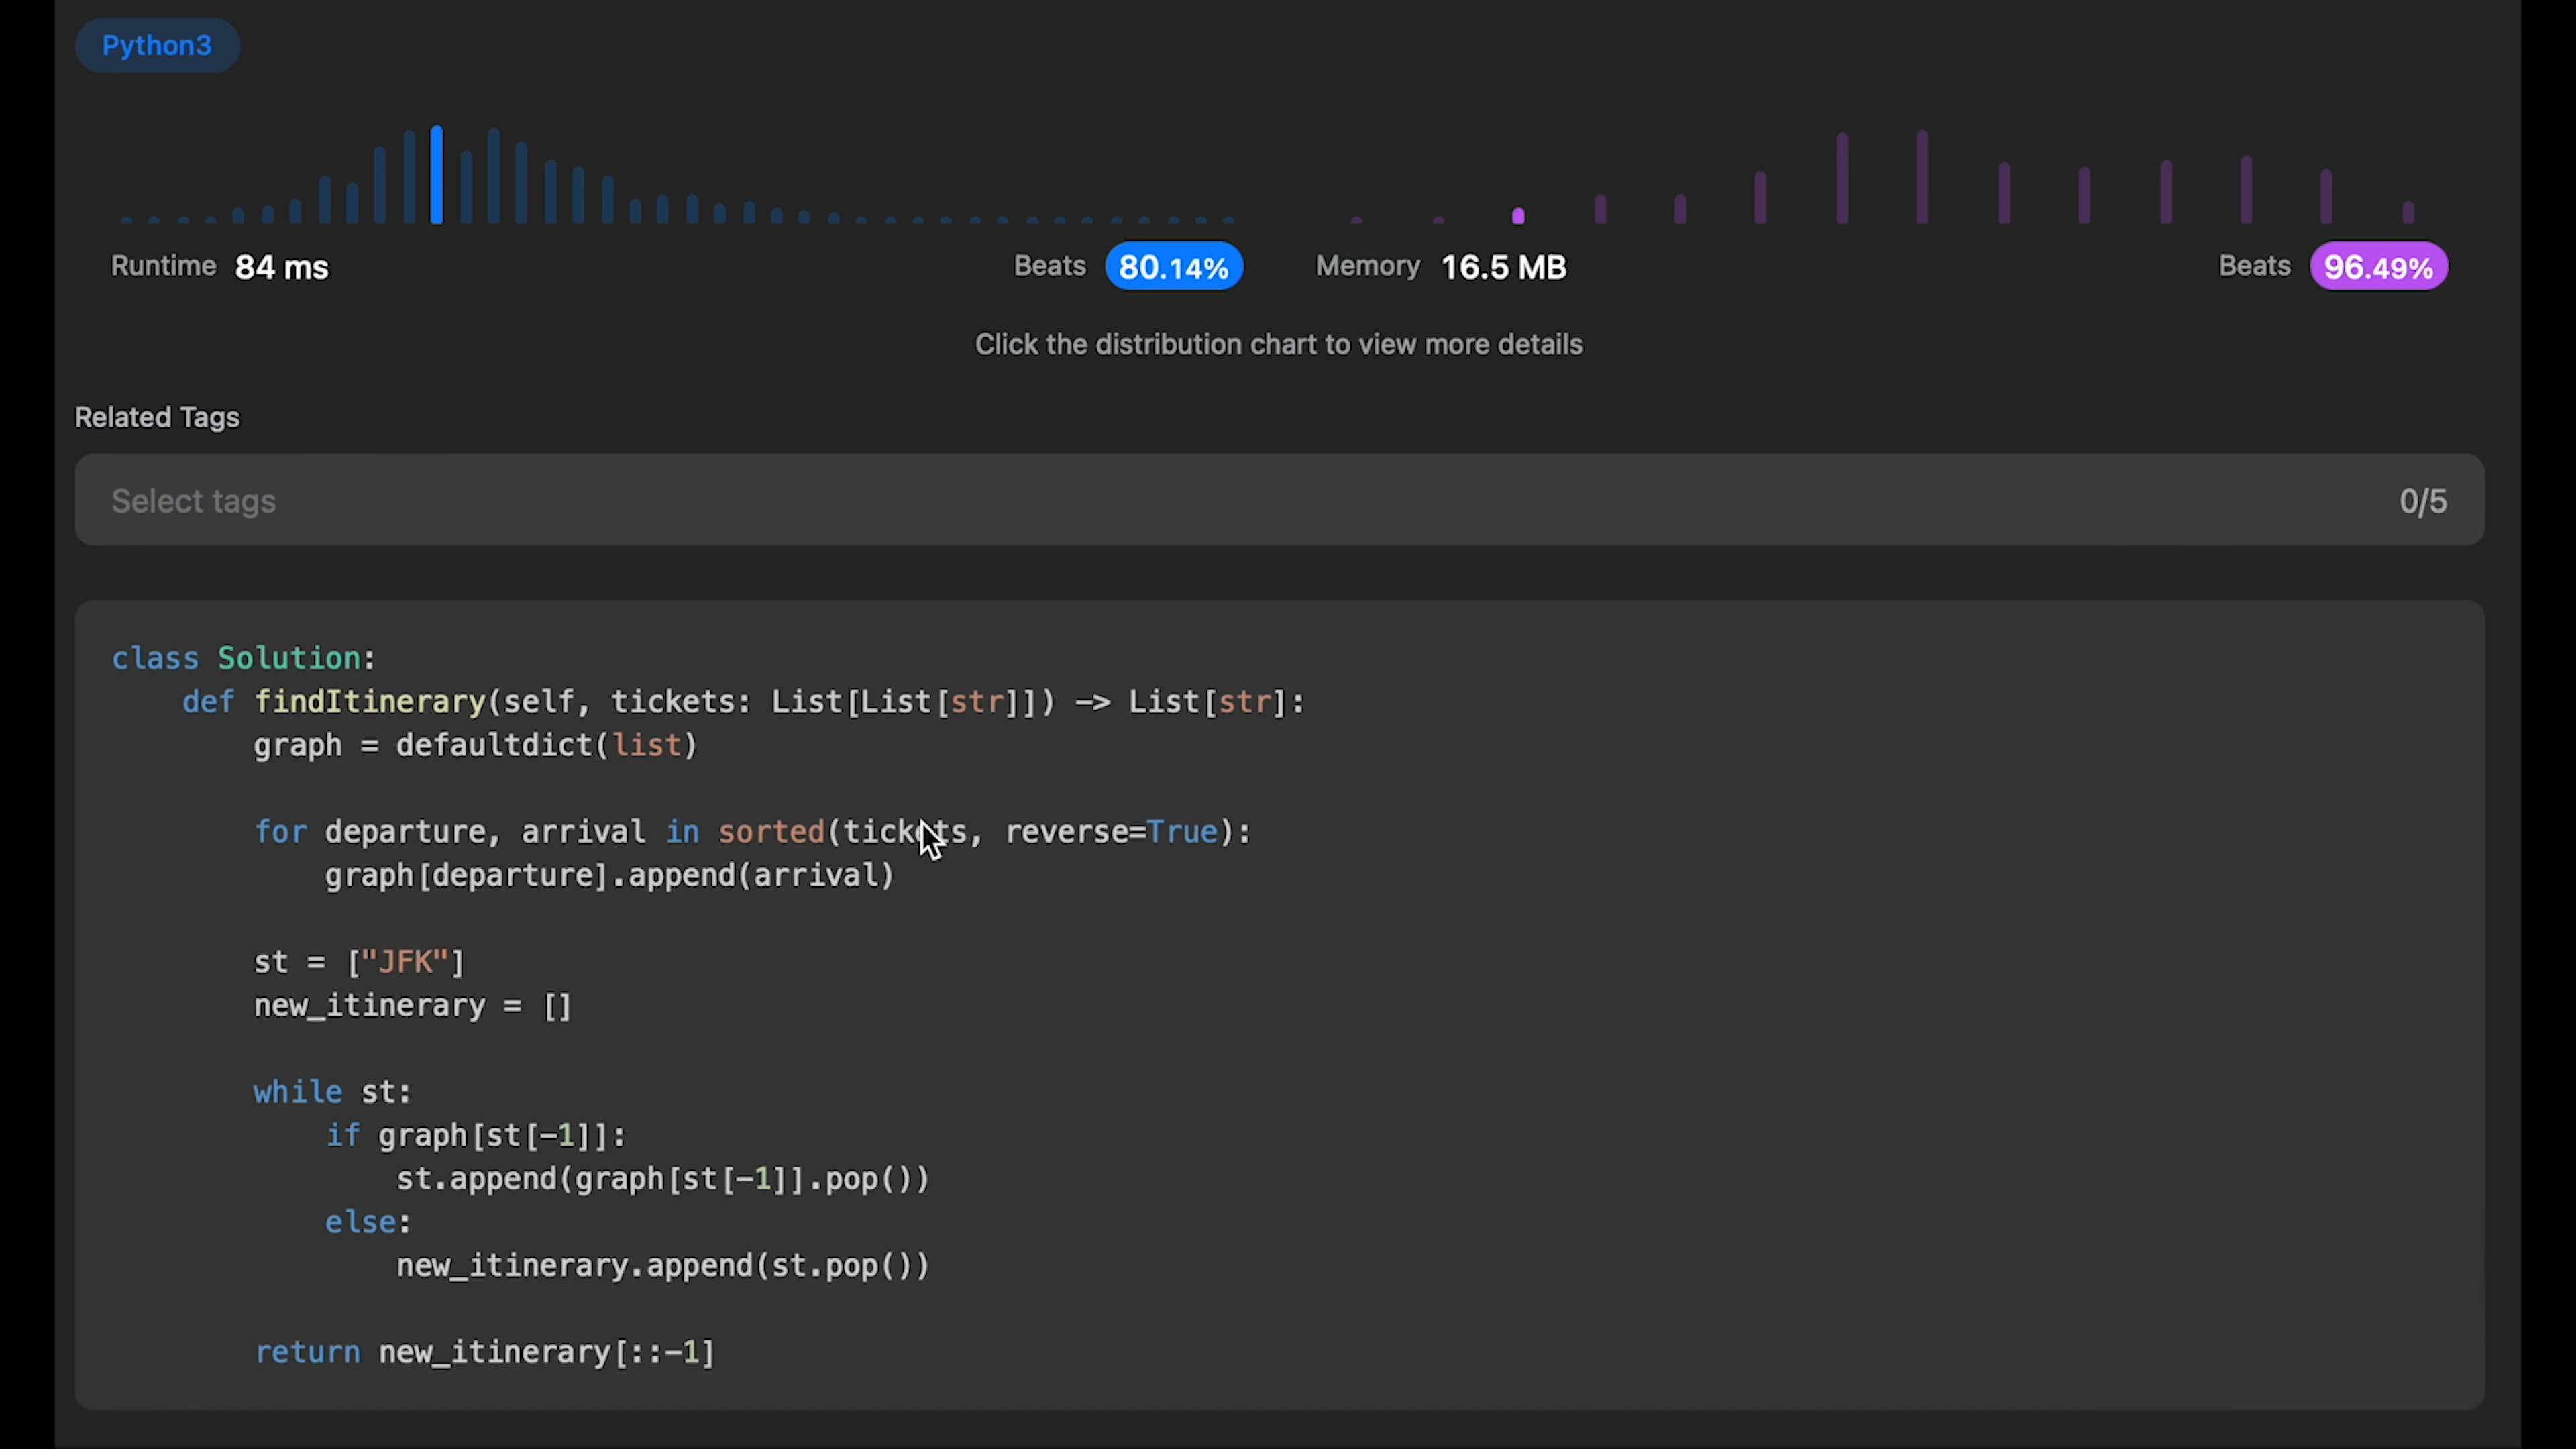 Python3
Runtime 84 ms Beats 80.14% Memory 16.5 MB Beats 96.49%
Click the distribution chart to view more details
Related Tags
Select tags 0/5
class Solution:
    def findItinerary(self, tickets: List[List[str]]) -> List[str]:
        graph = defaultdict(list)

        for departure, arrival in sorted(tickets, reverse=True):
            graph[departure].append(arrival)

        st = ["JFK"]
        new_itinerary = []

        while st:
            if graph[st[-1]]:
                st.append(graph[st[-1]].pop())
            else:
                new_itinerary.append(st.pop())

        return new_itinerary[::-1]